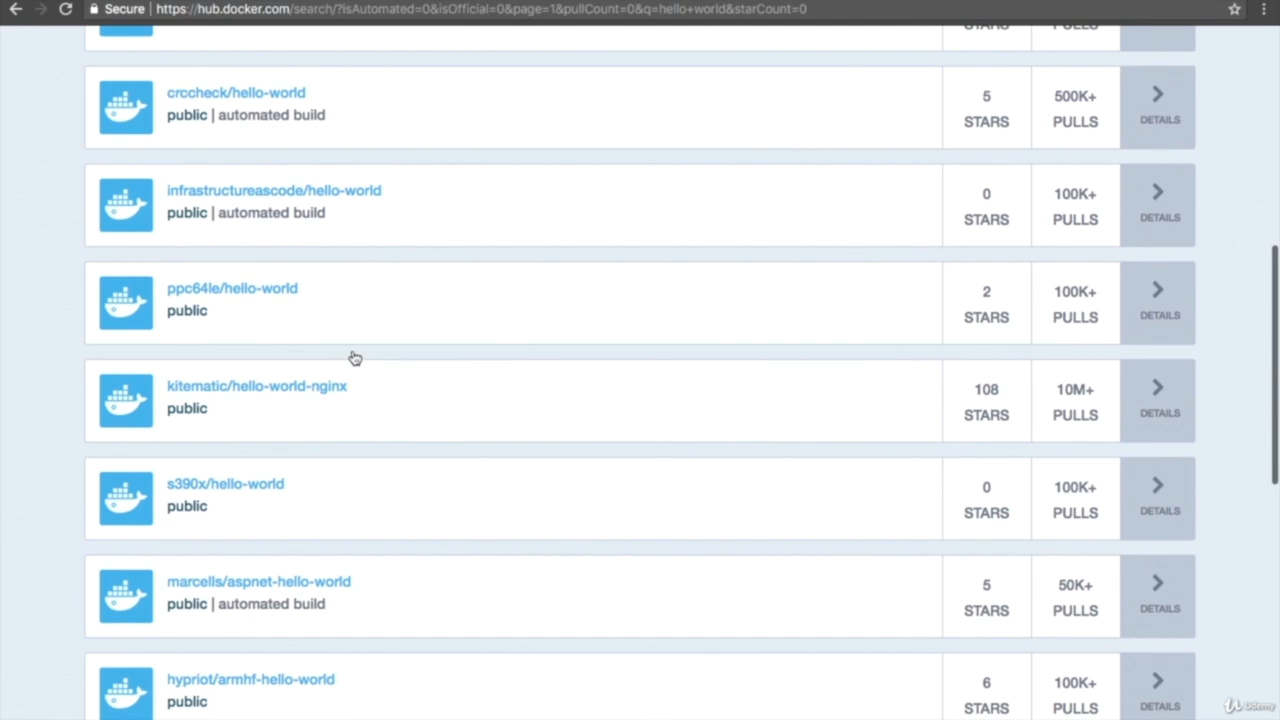 Secure | https://hub.docker.com/search/?isAutomated=0&isOfficial=0&page=1&pullCount=0&q=hello+world&starCount=0
STARS PULLS
crccheck/hello-world
public | automated build
5 STARS
500K+ PULLS
DETAILS
infrastructureascode/hello-world
public | automated build
0 STARS
100K+ PULLS
DETAILS
ppc64le/hello-world
public
2 STARS
100K+ PULLS
DETAILS
kitematic/hello-world-nginx
public
108 STARS
10M+ PULLS
DETAILS
s390x/hello-world
public
0 STARS
100K+ PULLS
DETAILS
marcells/aspnet-hello-world
public | automated build
5 STARS
50K+ PULLS
DETAILS
hypriot/armhf-hello-world
public
6 STARS
100K+ PULLS
DETAILS
Udemy